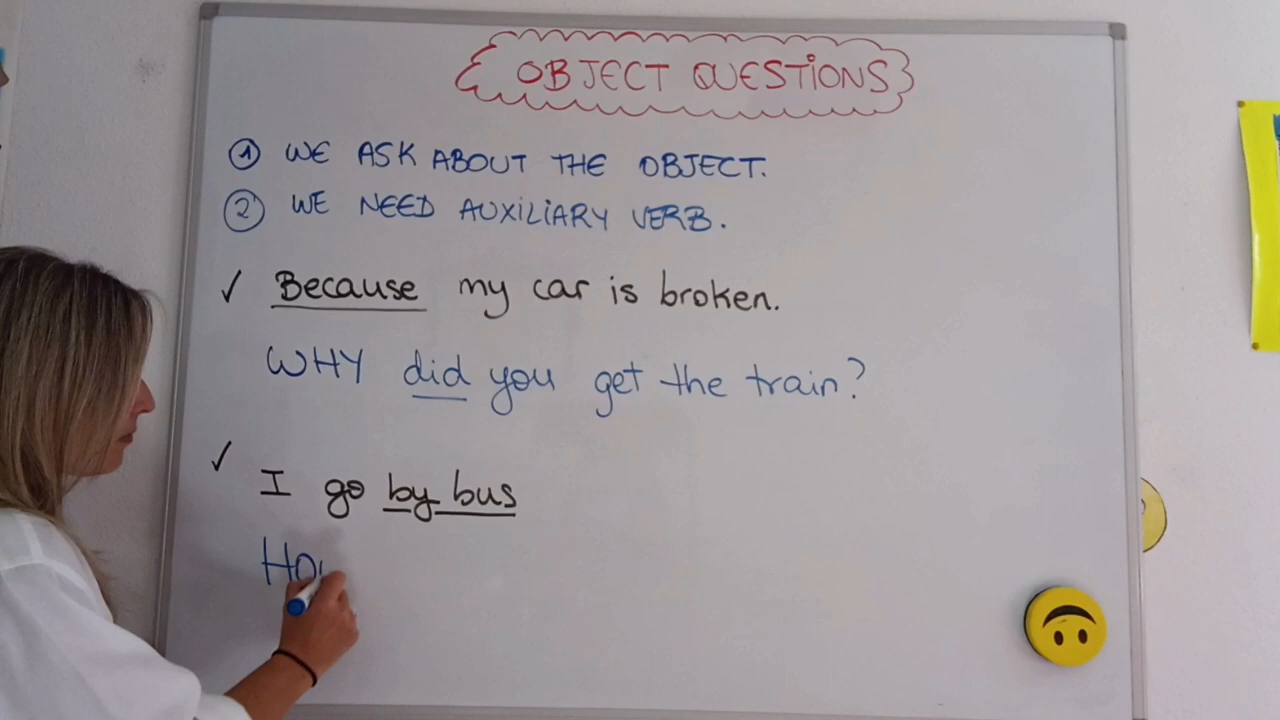 OBJECT QUESTIONS
1 WE ASK ABOUT THE OBJECT.
2 WE NEED AUXILIARY VERB.
✓ Because my car is broken.
WHY did you get the train?
✓ I go by bus
Ho